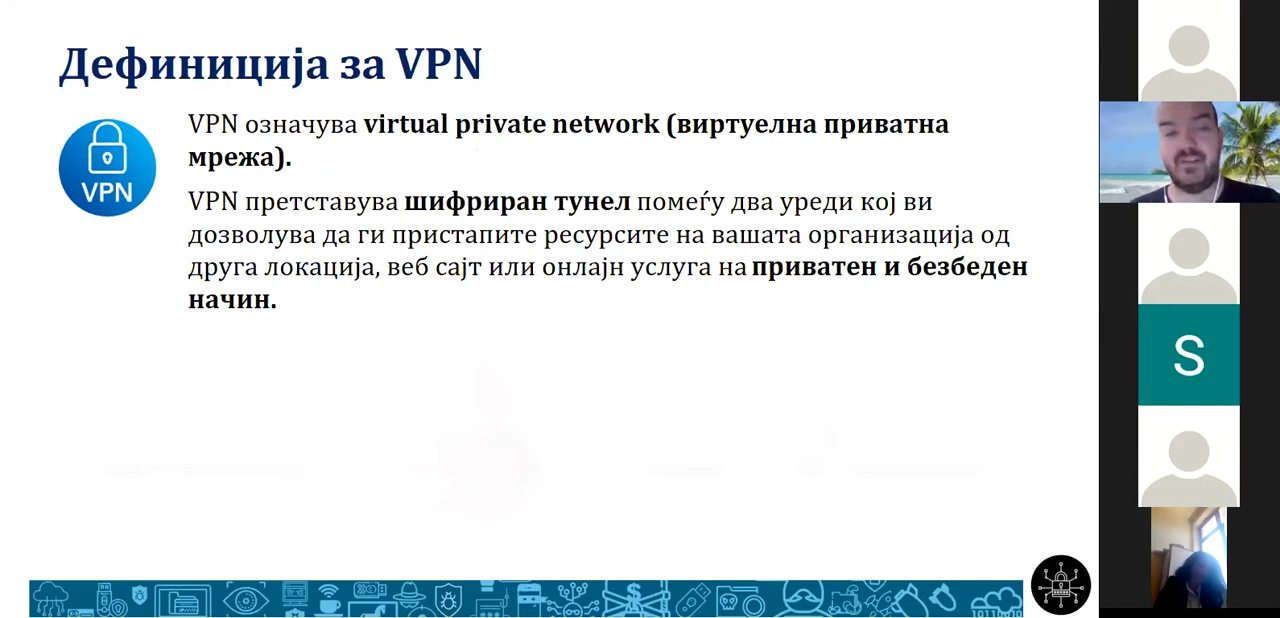 Дефиниција за VPN
VPN означува virtual private network (виртуелна приватна
мрежа).
VPN
VPN претставува шифриран тунел помеѓу два уреди кој ви
дозволува да ги пристапите ресурсите на вашата организација од
друга локација, веб сајт или онлајн услуга на приватен и безбеден
начин.
S
110100